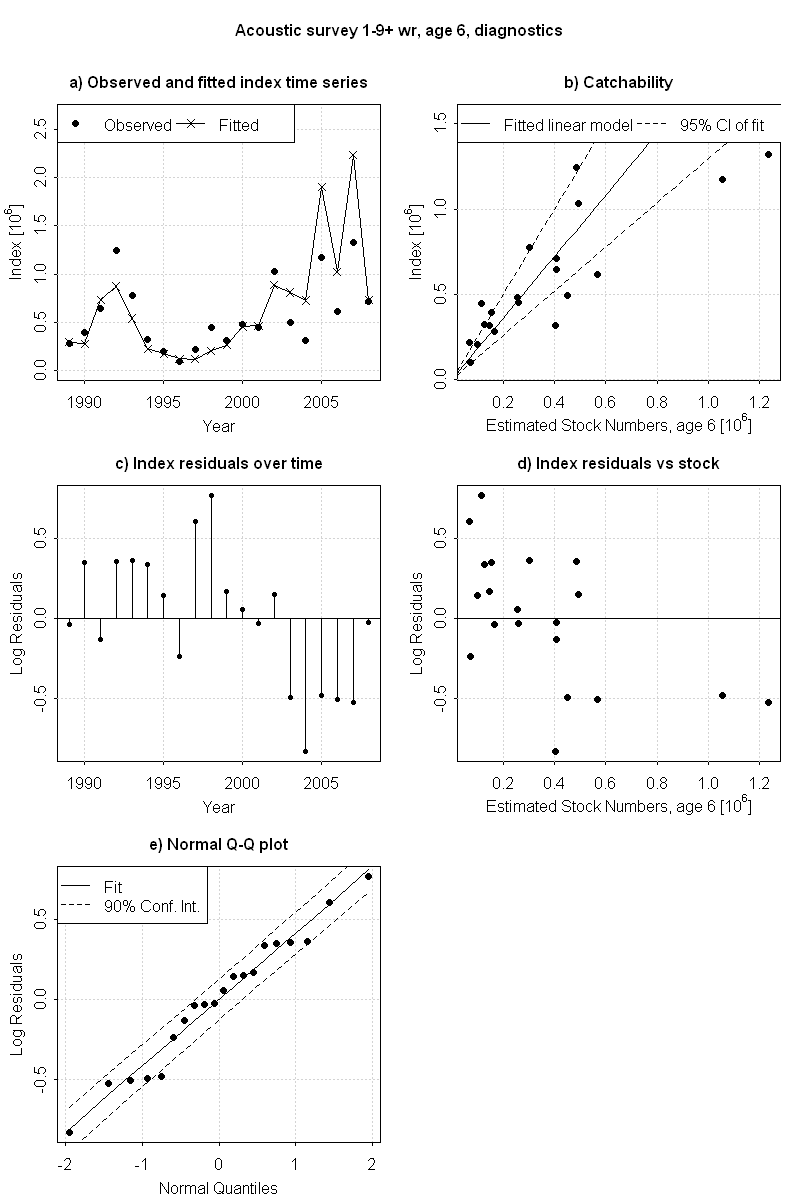 Acoustic survey 1-9+ wr, age 6, diagnostics
a) Observed and fitted index time series
Observed Fitted
Index [10^6]
0.0 0.5 1.0 1.5 2.0 2.5
1990 1995 2000 2005
Year
b) Catchability
Fitted linear model 95% CI of fit
Index [10^6]
0.0 0.5 1.0 1.5
0.2 0.4 0.6 0.8 1.0 1.2
Estimated Stock Numbers, age 6 [10^6]
c) Index residuals over time
Log Residuals
-0.5 0.0 0.5
1990 1995 2000 2005
Year
d) Index residuals vs stock
Log Residuals
-0.5 0.0 0.5
0.2 0.4 0.6 0.8 1.0 1.2
Estimated Stock Numbers, age 6 [10^6]
e) Normal Q-Q plot
Fit
90% Conf. Int.
Log Residuals
-0.5 0.0 0.5
-2 -1 0 1 2
Normal Quantiles